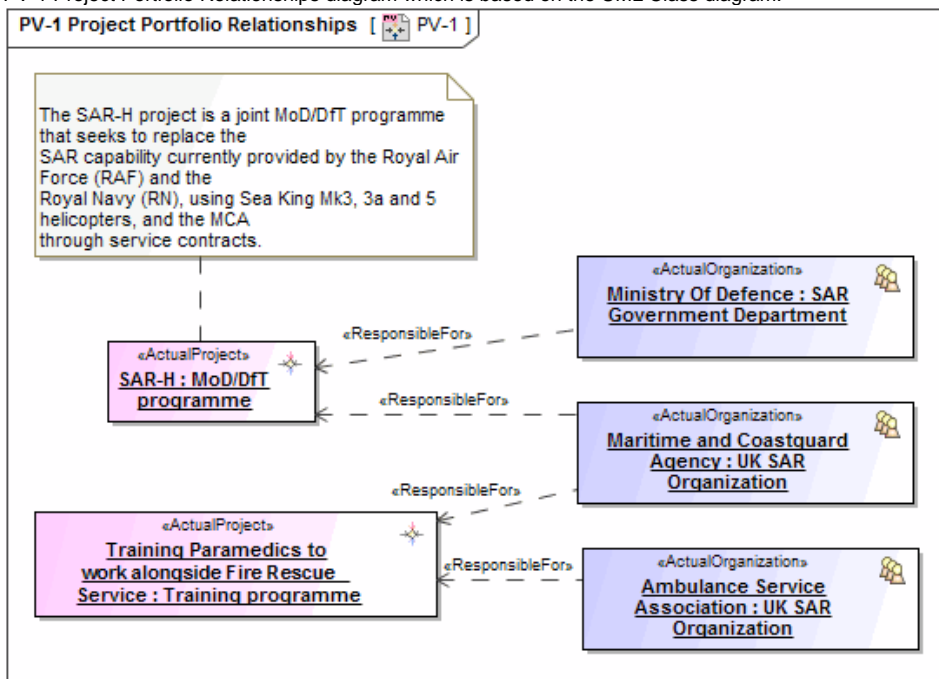 PV-1 Project Portfolio Relationships diagram which is based on the UML Class diagram.
PV-1 Project Portfolio Relationships [ PV-1 ]
The SAR-H project is a joint MoD/DfT programme
that seeks to replace the
SAR capability currently provided by the Royal Air
Force (RAF) and the
Royal Navy (RN), using Sea King Mk3, 3a and 5
helicopters, and the MCA
through service contracts.
«ActualOrganization»
Ministry Of Defence : SAR
Government Department
«ResponsibleFor»
«ActualProject»
SAR-H : MoD/DfT
programme
«ResponsibleFor»
«ActualOrganization»
Maritime and Coastguard
Agency : UK SAR
Organization
«ResponsibleFor»
«ActualProject»
Training Paramedics to
work alongside Fire Rescue
Service : Training programme
«ResponsibleFor»
«ActualOrganization»
Ambulance Service
Association : UK SAR
Organization